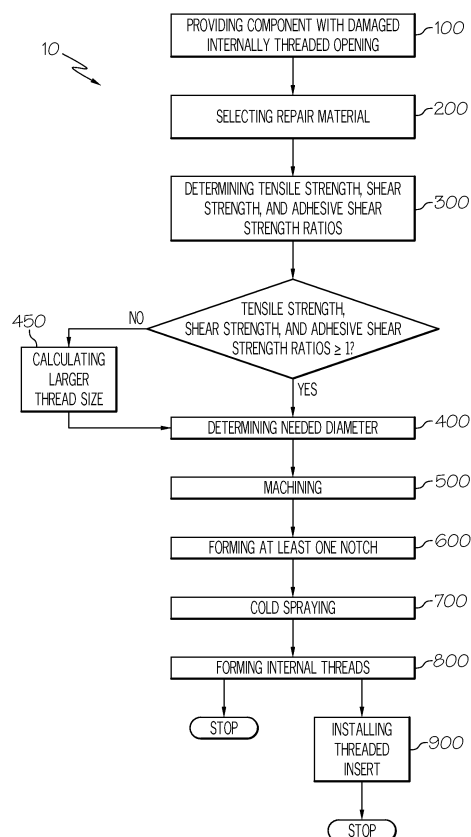 10
PROVIDING COMPONENT WITH DAMAGED
INTERNALLY THREADED OPENING
100
SELECTING REPAIR MATERIAL
200
DETERMINING TENSILE STRENGTH, SHEAR
STRENGTH, AND ADHESIVE SHEAR
STRENGTH RATIOS
300
TENSILE STRENGTH,
SHEAR STRENGTH, AND ADHESIVE SHEAR
STRENGTH RATIOS ≥ 1?
NO
450
CALCULATING
LARGER
THREAD SIZE
YES
DETERMINING NEEDED DIAMETER
400
MACHINING
500
FORMING AT LEAST ONE NOTCH
600
COLD SPRAYING
700
FORMING INTERNAL THREADS
800
STOP
INSTALLING
THREADED
INSERT
900
STOP